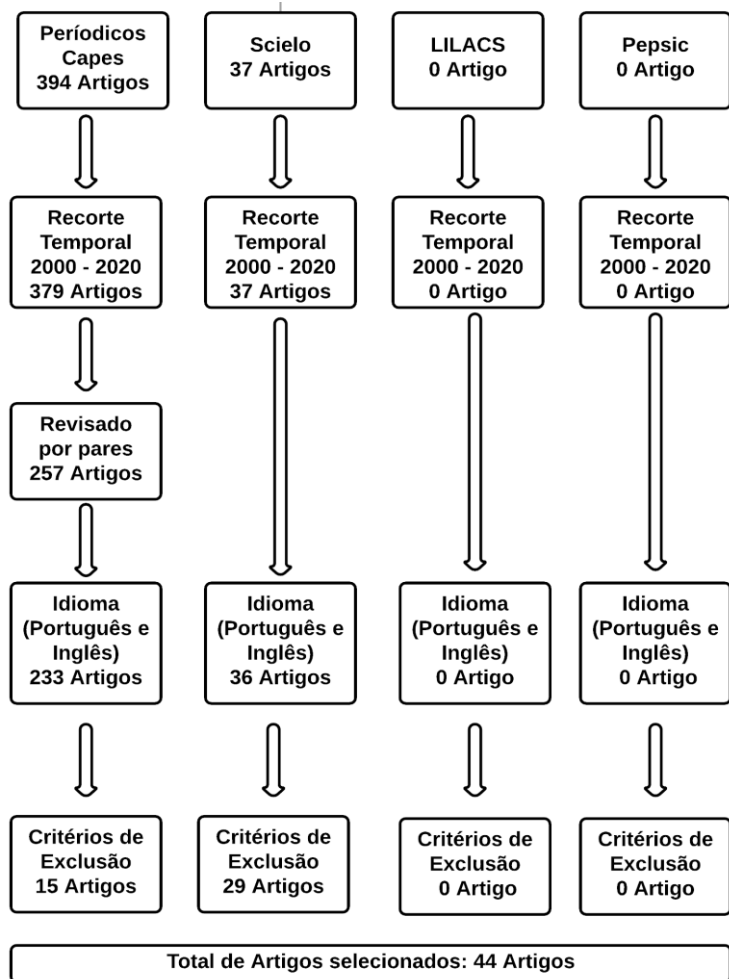 Períodicos
Capes
394 Artigos
Scielo
37 Artigos
LILACS
0 Artigo
Pepsic
0 Artigo
Recorte
Temporal
2000 - 2020
379 Artigos
Recorte
Temporal
2000 - 2020
37 Artigos
Recorte
Temporal
2000 - 2020
0 Artigo
Recorte
Temporal
2000 - 2020
0 Artigo
Revisado
por pares
257 Artigos
Idioma
(Português e
Inglês)
233 Artigos
Idioma
(Português e
Inglês)
36 Artigos
Idioma
(Português e
Inglês)
0 Artigo
Idioma
(Português e
Inglês)
0 Artigo
Critérios de
Exclusão
15 Artigos
Critérios de
Exclusão
29 Artigos
Critérios de
Exclusão
0 Artigo
Critérios de
Exclusão
0 Artigo
Total de Artigos selecionados: 44 Artigos